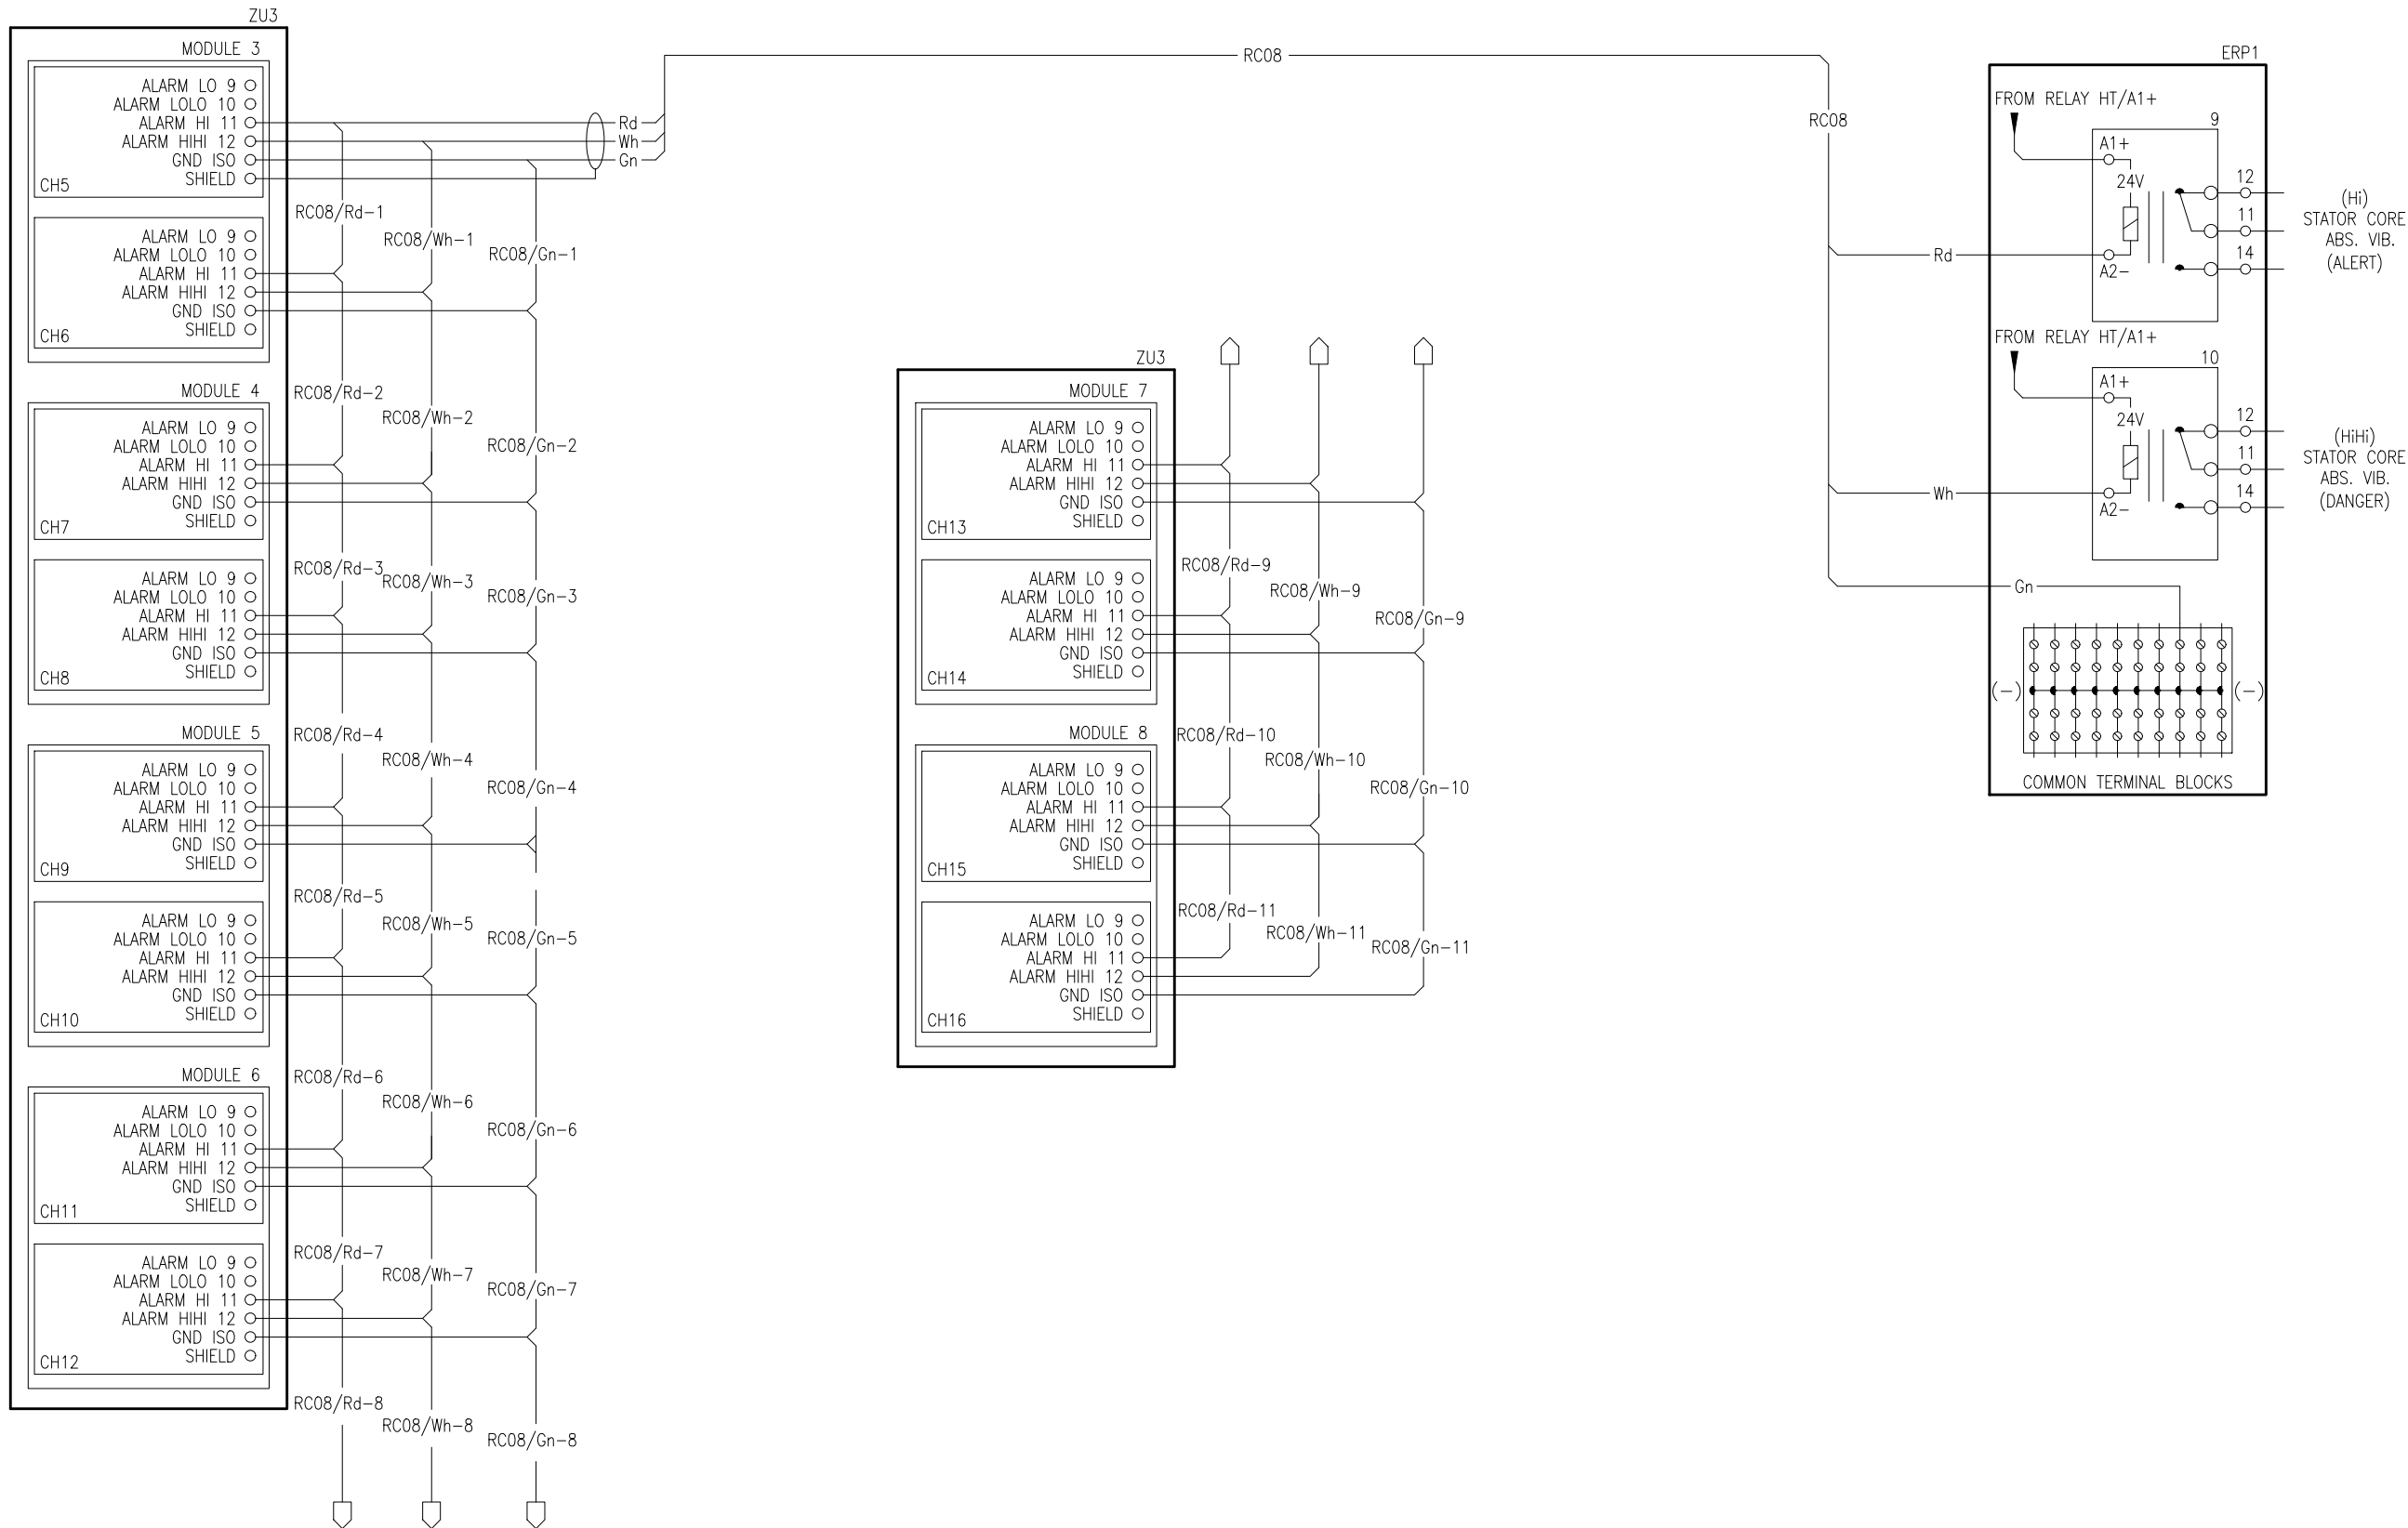 ZU3
MODULE 3
ALARM LO 9
ALARM LOLO 10
ALARM HI 11
ALARM HIHI 12
GND ISO
SHIELD
CH5
ALARM LO 9
ALARM LOLO 10
ALARM HI 11
ALARM HIHI 12
GND ISO
SHIELD
CH6
MODULE 4
ALARM LO 9
ALARM LOLO 10
ALARM HI 11
ALARM HIHI 12
GND ISO
SHIELD
CH7
ALARM LO 9
ALARM LOLO 10
ALARM HI 11
ALARM HIHI 12
GND ISO
SHIELD
CH8
MODULE 5
ALARM LO 9
ALARM LOLO 10
ALARM HI 11
ALARM HIHI 12
GND ISO
SHIELD
CH9
ALARM LO 9
ALARM LOLO 10
ALARM HI 11
ALARM HIHI 12
GND ISO
SHIELD
CH10
MODULE 6
ALARM LO 9
ALARM LOLO 10
ALARM HI 11
ALARM HIHI 12
GND ISO
SHIELD
CH11
ALARM LO 9
ALARM LOLO 10
ALARM HI 11
ALARM HIHI 12
GND ISO
SHIELD
CH12
Rd
Wh
Gn
RC08/Rd-1
RC08/Wh-1
RC08/Gn-1
RC08/Rd-2
RC08/Wh-2
RC08/Gn-2
RC08/Rd-3
RC08/Wh-3
RC08/Gn-3
RC08/Rd-4
RC08/Wh-4
RC08/Gn-4
RC08/Rd-5
RC08/Wh-5
RC08/Gn-5
RC08/Rd-6
RC08/Wh-6
RC08/Gn-6
RC08/Rd-7
RC08/Wh-7
RC08/Gn-7
RC08/Rd-8
RC08/Wh-8
RC08/Gn-8
RC08
ZU3
MODULE 7
ALARM LO 9
ALARM LOLO 10
ALARM HI 11
ALARM HIHI 12
GND ISO
SHIELD
CH13
ALARM LO 9
ALARM LOLO 10
ALARM HI 11
ALARM HIHI 12
GND ISO
SHIELD
CH14
MODULE 8
ALARM LO 9
ALARM LOLO 10
ALARM HI 11
ALARM HIHI 12
GND ISO
SHIELD
CH15
ALARM LO 9
ALARM LOLO 10
ALARM HI 11
ALARM HIHI 12
GND ISO
SHIELD
CH16
RC08/Rd-9
RC08/Wh-9
RC08/Gn-9
RC08/Rd-10
RC08/Wh-10
RC08/Gn-10
RC08/Rd-11
RC08/Wh-11
RC08/Gn-11
RC08
Rd
Wh
Gn
ERP1
FROM RELAY HT/A1+
9
A1+
24V
A2-
12
11
14
(Hi)
STATOR CORE
ABS. VIB.
(ALERT)
FROM RELAY HT/A1+
10
A1+
24V
A2-
12
11
14
(HiHi)
STATOR CORE
ABS. VIB.
(DANGER)
(-)
(-)
COMMON TERMINAL BLOCKS